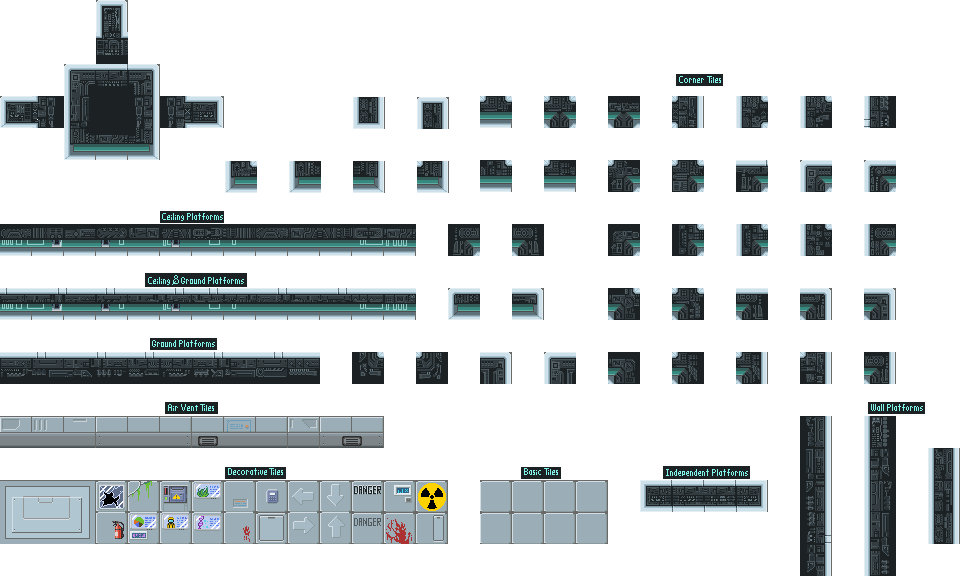 Corner Tiles
Ceiling Platforms
Ceiling & Ground Platforms
Ground Platforms
Air Vent Tiles
Wall Platforms
Decorative Tiles
Basic Tiles
Independent Platforms
DANGER
DANGER